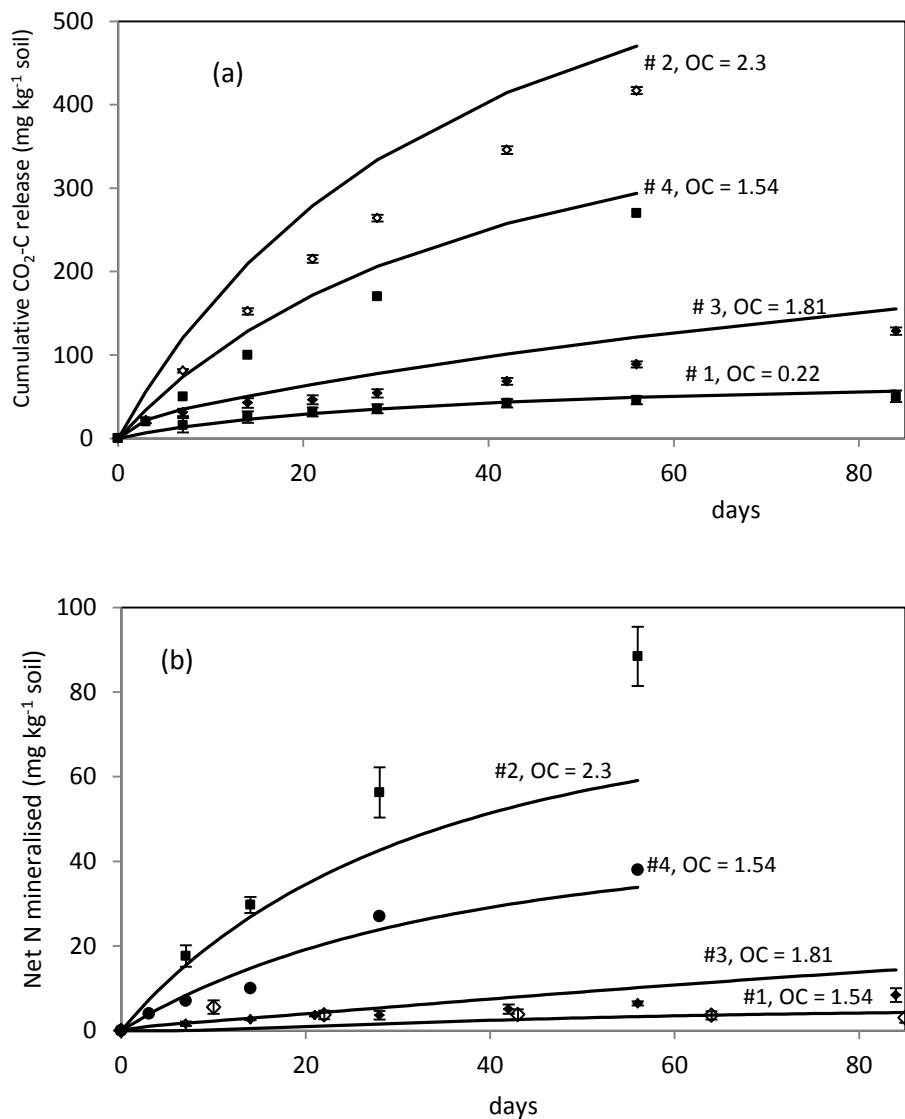 500
400
300
200
100
0
Cumulative CO₂-C release (mg kg⁻¹ soil)
(a)
# 2, OC = 2.3
# 4, OC = 1.54
# 3, OC = 1.81
# 1, OC = 0.22
0 20 40 60 80
days
100
80
60
40
20
0
Net N mineralised (mg kg⁻¹ soil)
(b)
#2, OC = 2.3
#4, OC = 1.54
#3, OC = 1.81
#1, OC = 1.54
0 20 40 60 80
days